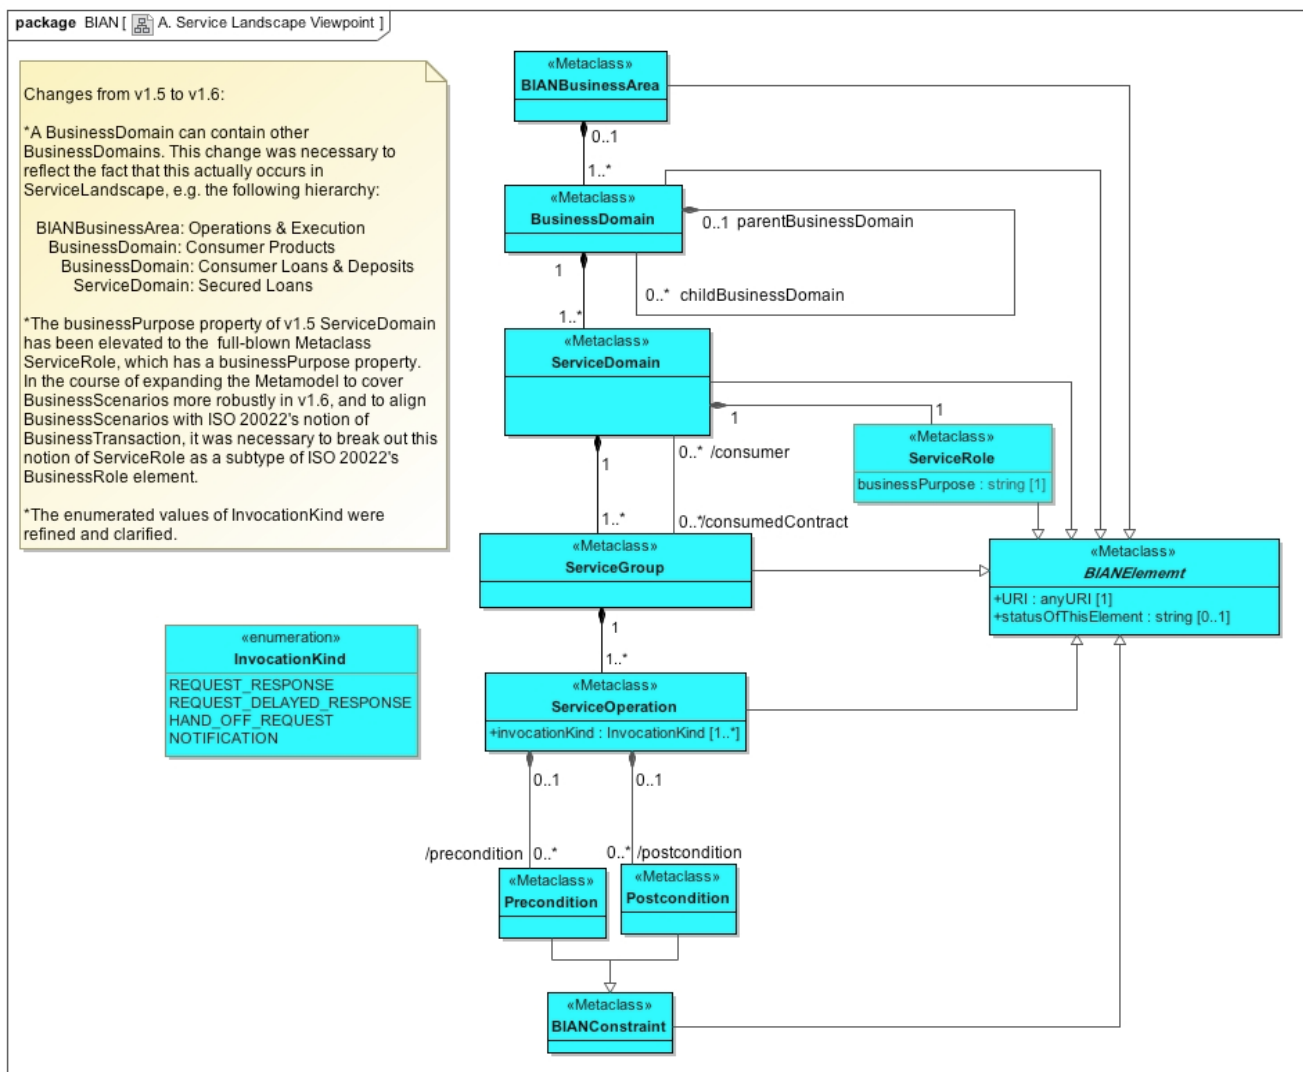 package BIAN [ A. Service Landscape Viewpoint ]
Changes from v1.5 to v1.6:
*A BusinessDomain can contain other
BusinessDomains. This change was necessary to
reflect the fact that this actually occurs in
ServiceLandscape, e.g. the following hierarchy:
BIANBusinessArea: Operations & Execution
BusinessDomain: Consumer Products
BusinessDomain: Consumer Loans & Deposits
ServiceDomain: Secured Loans
*The businessPurpose property of v1.5 ServiceDomain
has been elevated to the full-blown Metaclass
ServiceRole, which has a businessPurpose property.
In the course of expanding the Metamodel to cover
BusinessScenarios more robustly in v1.6, and to align
BusinessScenarios with ISO 20022's notion of
BusinessTransaction, it was necessary to break out this
notion of ServiceRole as a subtype of ISO 20022's
BusinessRole element.
*The enumerated values of InvocationKind were
refined and clarified.
«Metaclass»
BIANBusinessArea
0..1
1..*
«Metaclass»
BusinessDomain
0..1 parentBusinessDomain
1
0..* childBusinessDomain
1..*
«Metaclass»
ServiceDomain
1
1
«Metaclass»
ServiceRole
businessPurpose : string [1]
0..* /consumer
1
1..*
0..*/consumedContract
«Metaclass»
ServiceGroup
«Metaclass»
BIANElememt
+URI : anyURI [1]
+statusOfThisElement : string [0..1]
1
1..*
«enumeration»
InvocationKind
REQUEST_RESPONSE
REQUEST_DELAYED_RESPONSE
HAND_OFF_REQUEST
NOTIFICATION
«Metaclass»
ServiceOperation
+invocationKind : InvocationKind [1..*]
0..1
0..1
/precondition 0..*
0..* /postcondition
«Metaclass»
Precondition
«Metaclass»
Postcondition
«Metaclass»
BIANConstraint